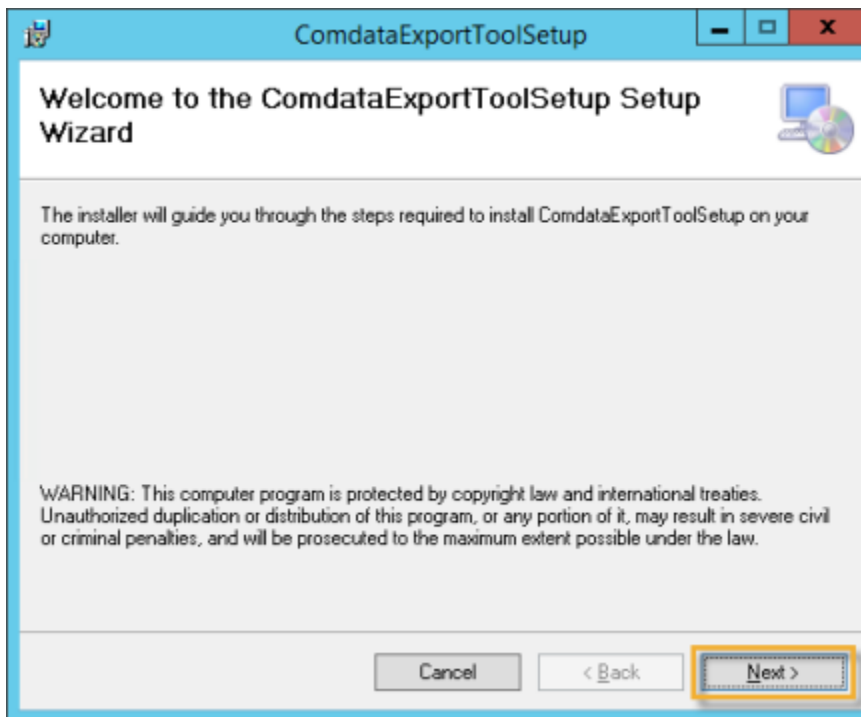 ComdataExportToolSetup
Welcome to the ComdataExportToolSetup Setup
Wizard
The installer will guide you through the steps required to install ComdataExportToolSetup on your
computer.
WARNING: This computer program is protected by copyright law and international treaties.
Unauthorized duplication or distribution of this program, or any portion of it, may result in severe civil
or criminal penalties, and will be prosecuted to the maximum extent possible under the law.
Cancel < Back Next >